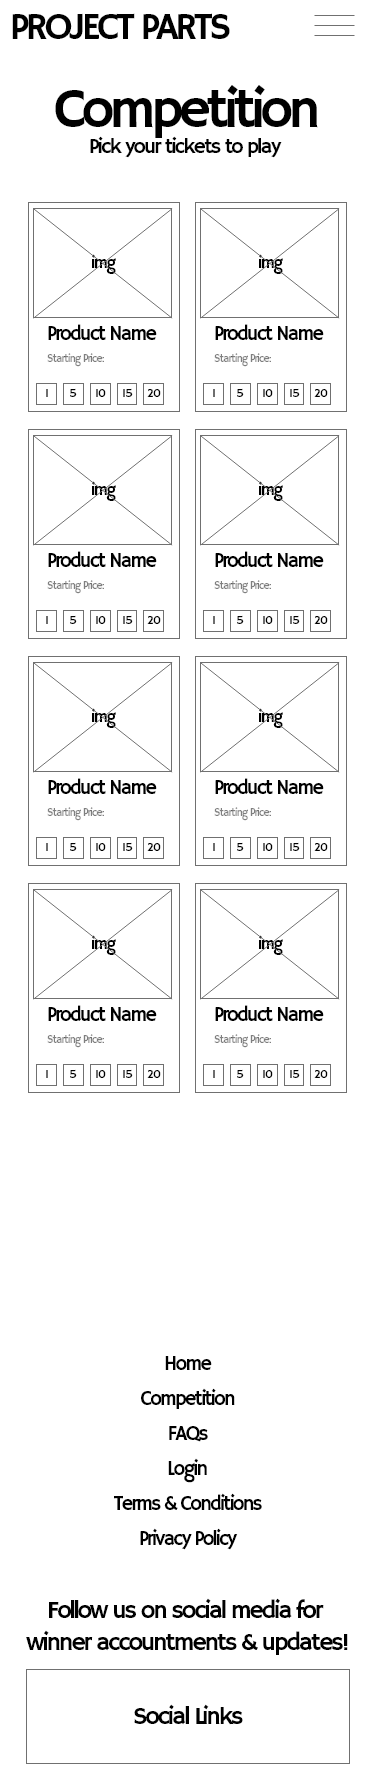 PROJECT PARTS
Competition
Pick your tickets to play
img img
Product Name Product Name
Starting Price: Starting Price:
1 5 10 15 20 1 5 10 15 20
img img
Product Name Product Name
Starting Price: Starting Price:
1 5 10 15 20 1 5 10 15 20
img img
Product Name Product Name
Starting Price: Starting Price:
1 5 10 15 20 1 5 10 15 20
img img
Product Name Product Name
Starting Price: Starting Price:
1 5 10 15 20 1 5 10 15 20
Home
Competition
FAQs
Login
Terms & Conditions
Privacy Policy
Follow us on social media for
winner accountments & updates!
Social Links